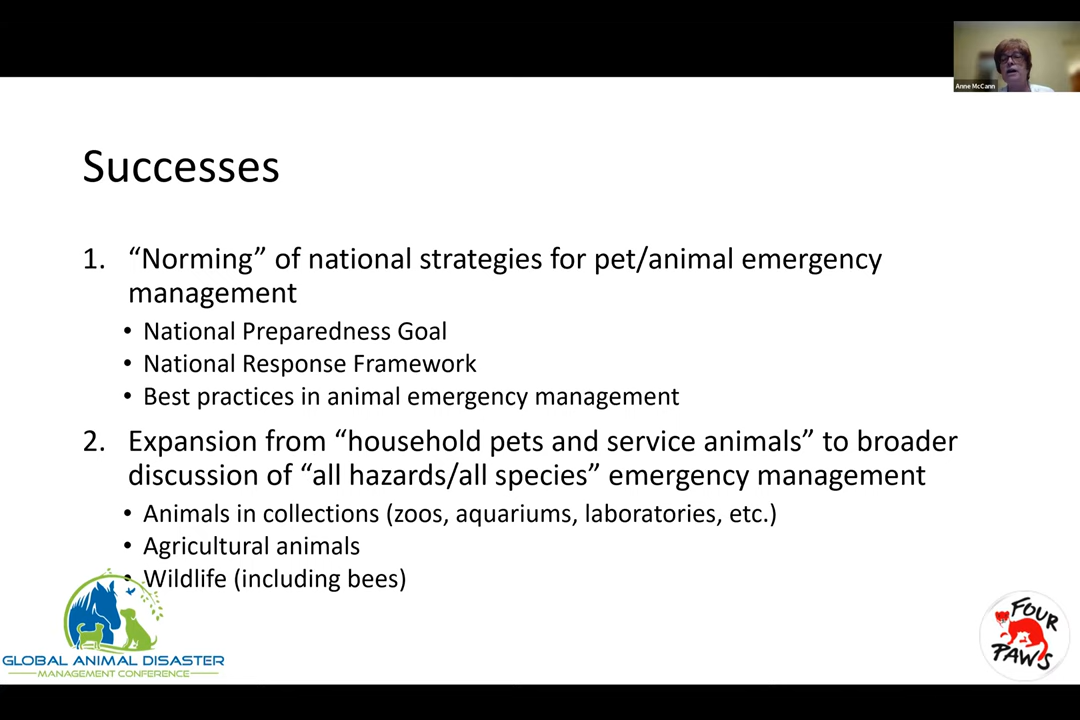 Anne McCann
Successes
1. “Norming” of national strategies for pet/animal emergency
management
• National Preparedness Goal
• National Response Framework
• Best practices in animal emergency management
2. Expansion from “household pets and service animals” to broader
discussion of “all hazards/all species” emergency management
• Animals in collections (zoos, aquariums, laboratories, etc.)
• Agricultural animals
• Wildlife (including bees)
GLOBAL ANIMAL DISASTER
MANAGEMENT CONFERENCE
FOUR
PAWS